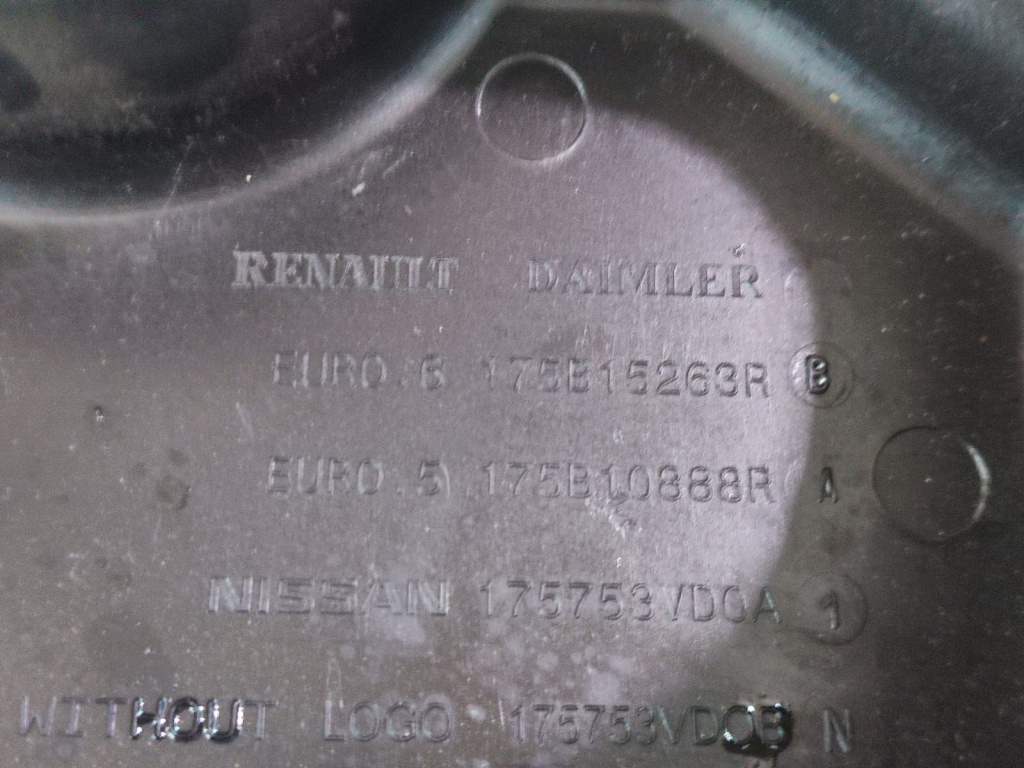 RENAULT DAIMLER
EURO.6 175B15263R B
EURO.5 175B10888R A
NISSAN 175753VD0A 1
WITHOUT LOGO 175753VD0B N